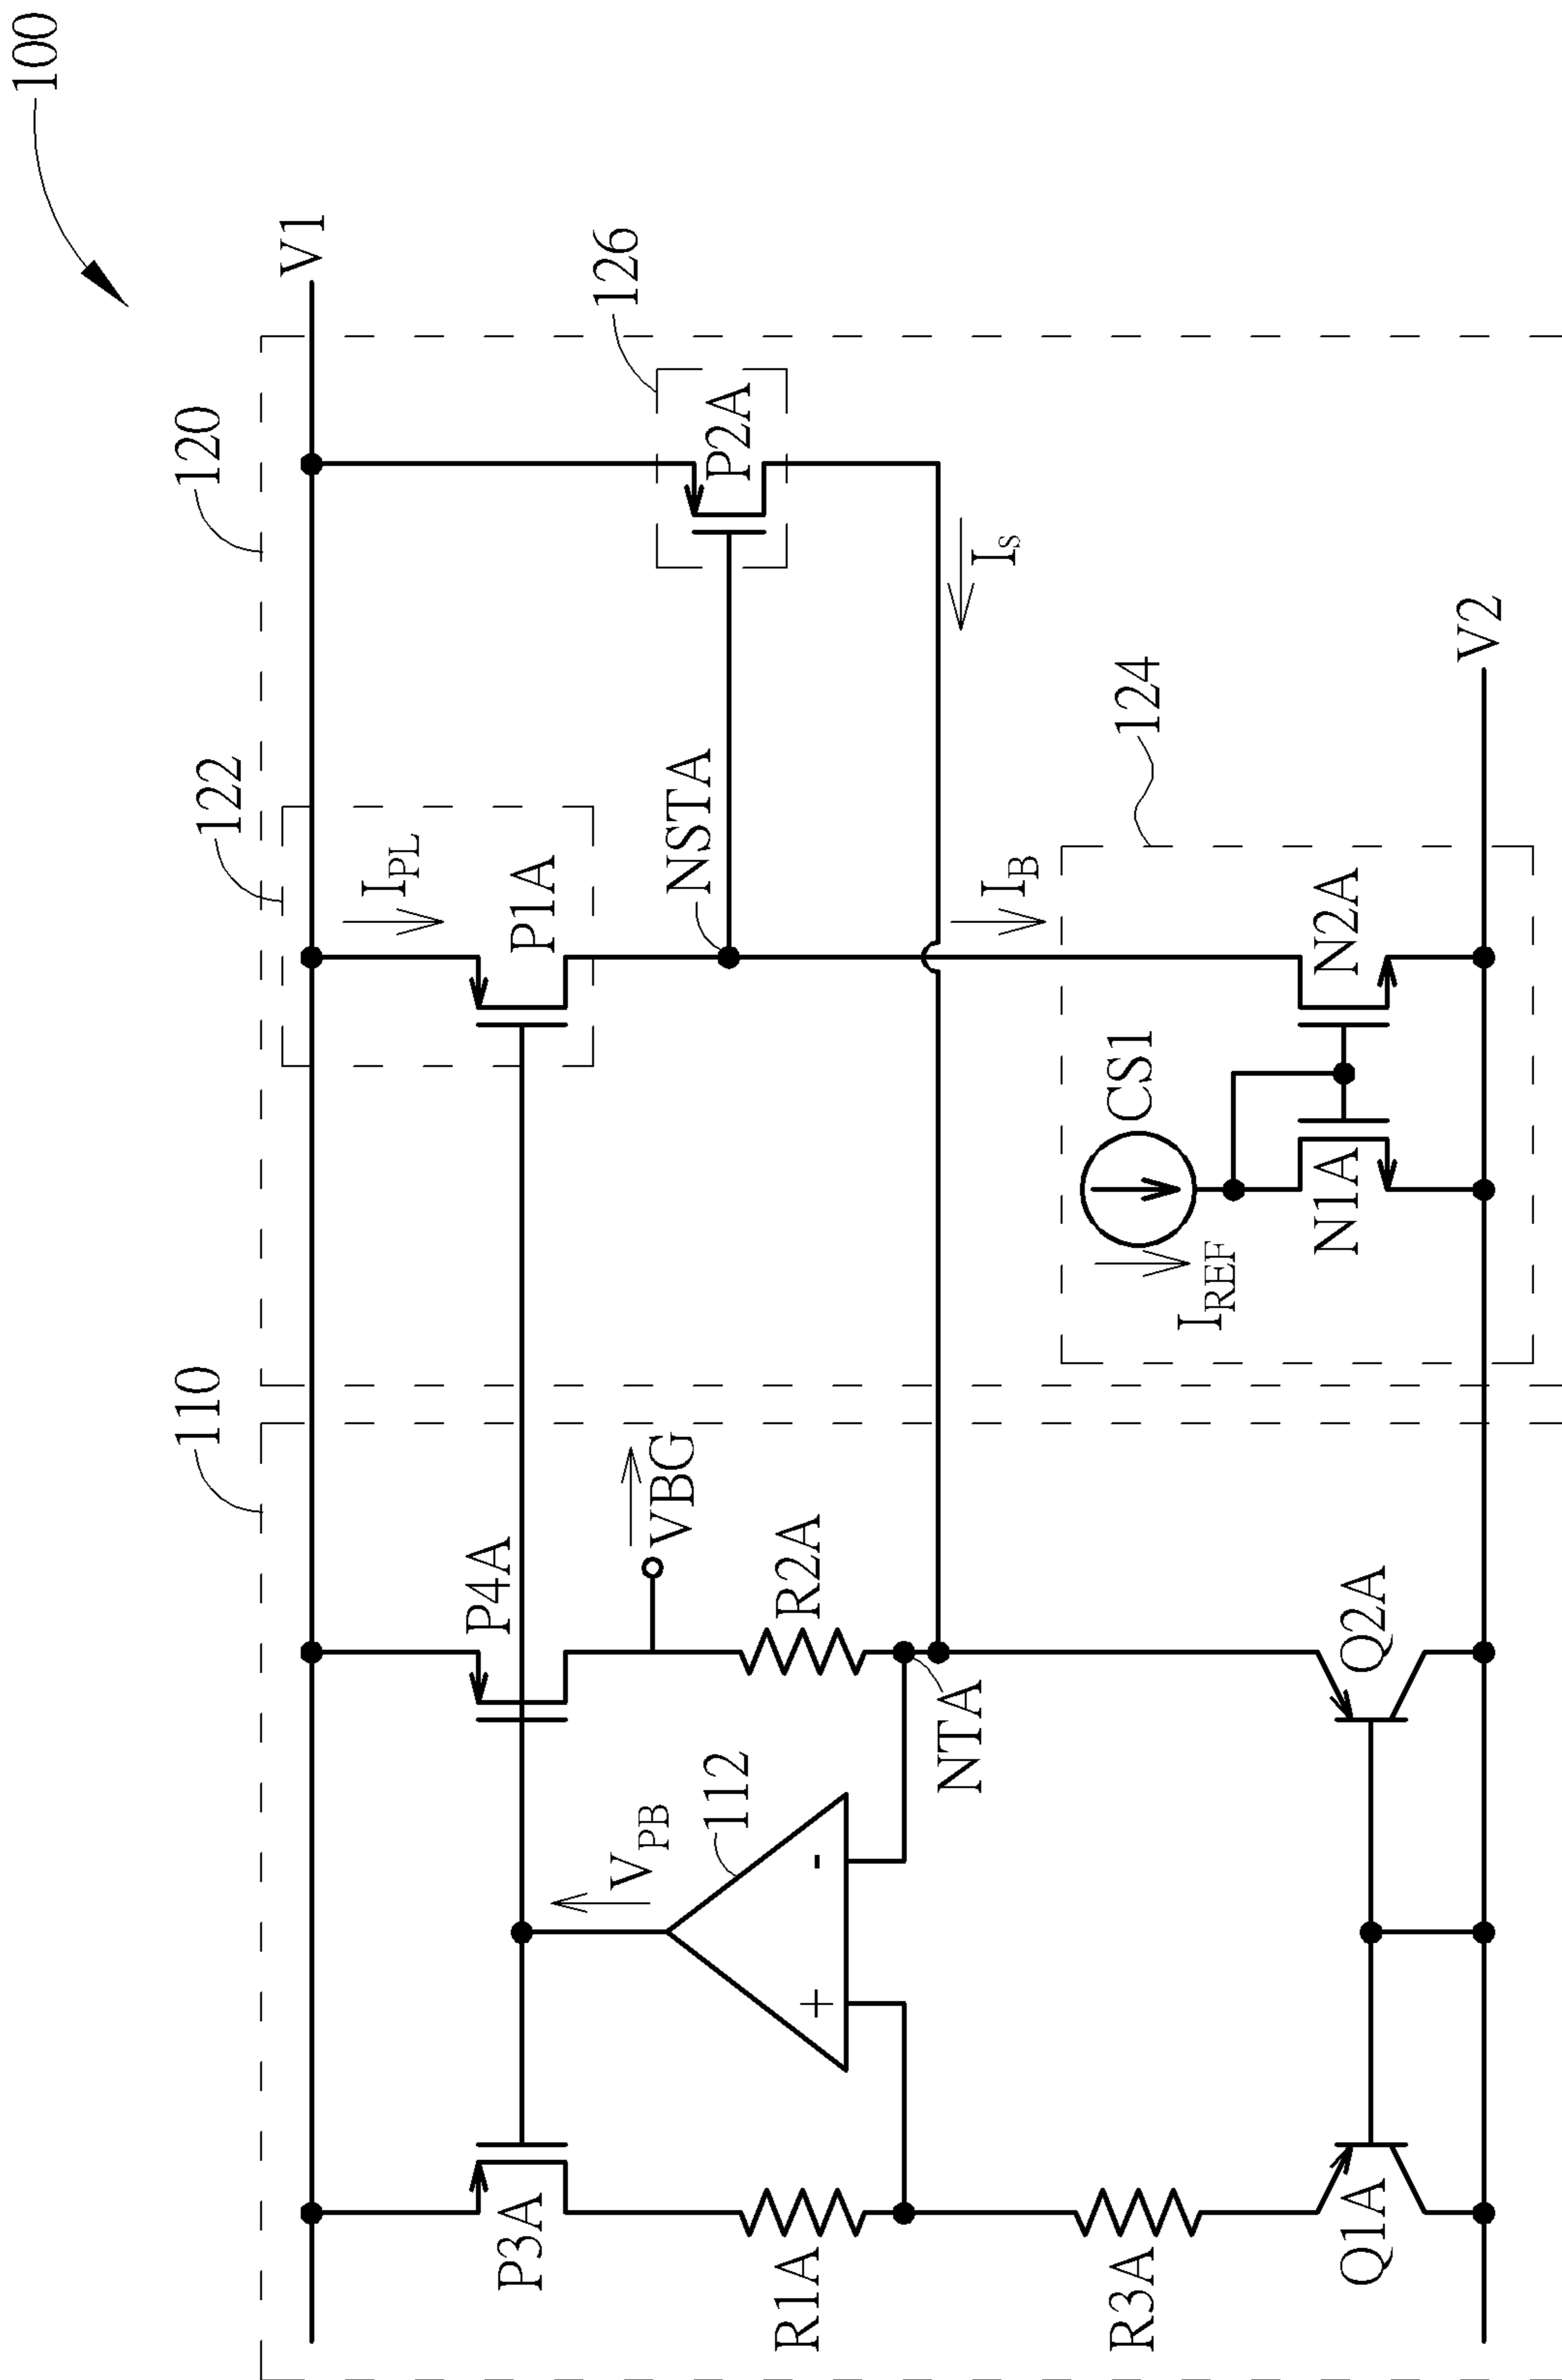 100
V1
120
126
122
P2A
I_PL
P1A
NSTA
I_S
V2
124
I_B
N2A
CS1
N1A
I_REF
110
P4A
VBG
R2A
Q2A
NTA
V_PB
112
-
+
P3A
R1A
R3A
Q1A